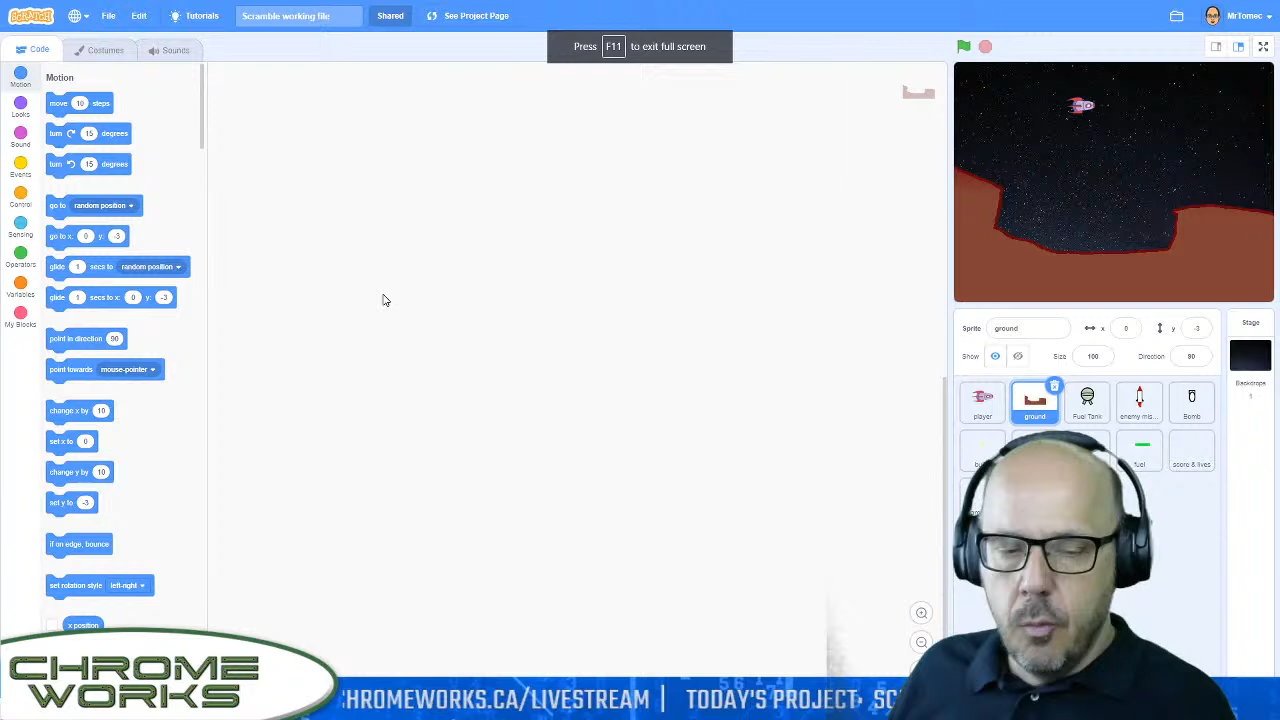 SCRATCH
File
Edit
Tutorials
Scramble working file
Shared
See Project Page
MrTomec
Code
Costumes
Sounds
Press F11 to exit full screen
Motion
Looks
Sound
Events
Control
Sensing
Operators
Variables
My Blocks
Motion
move 10 steps
turn 15 degrees
turn 15 degrees
go to random position
go to x: 0 y: -3
glide 1 secs to random position
glide 1 secs to x: 0 y: -3
point in direction 90
point towards mouse-pointer
change x by 10
set x to 0
change y by 10
set y to -3
if on edge, bounce
set rotation style left-right
x position
Sprite ground x 0 y -3
Show Size 100 Direction 90
player
ground
Fuel Tank
enemy mis...
Bomb
fuel
score & lives
Stage
Backdrops
1
CHROME
WORKS
CHROMEWORKS.CA/LIVESTREAM | TODAY'S PROJECT: